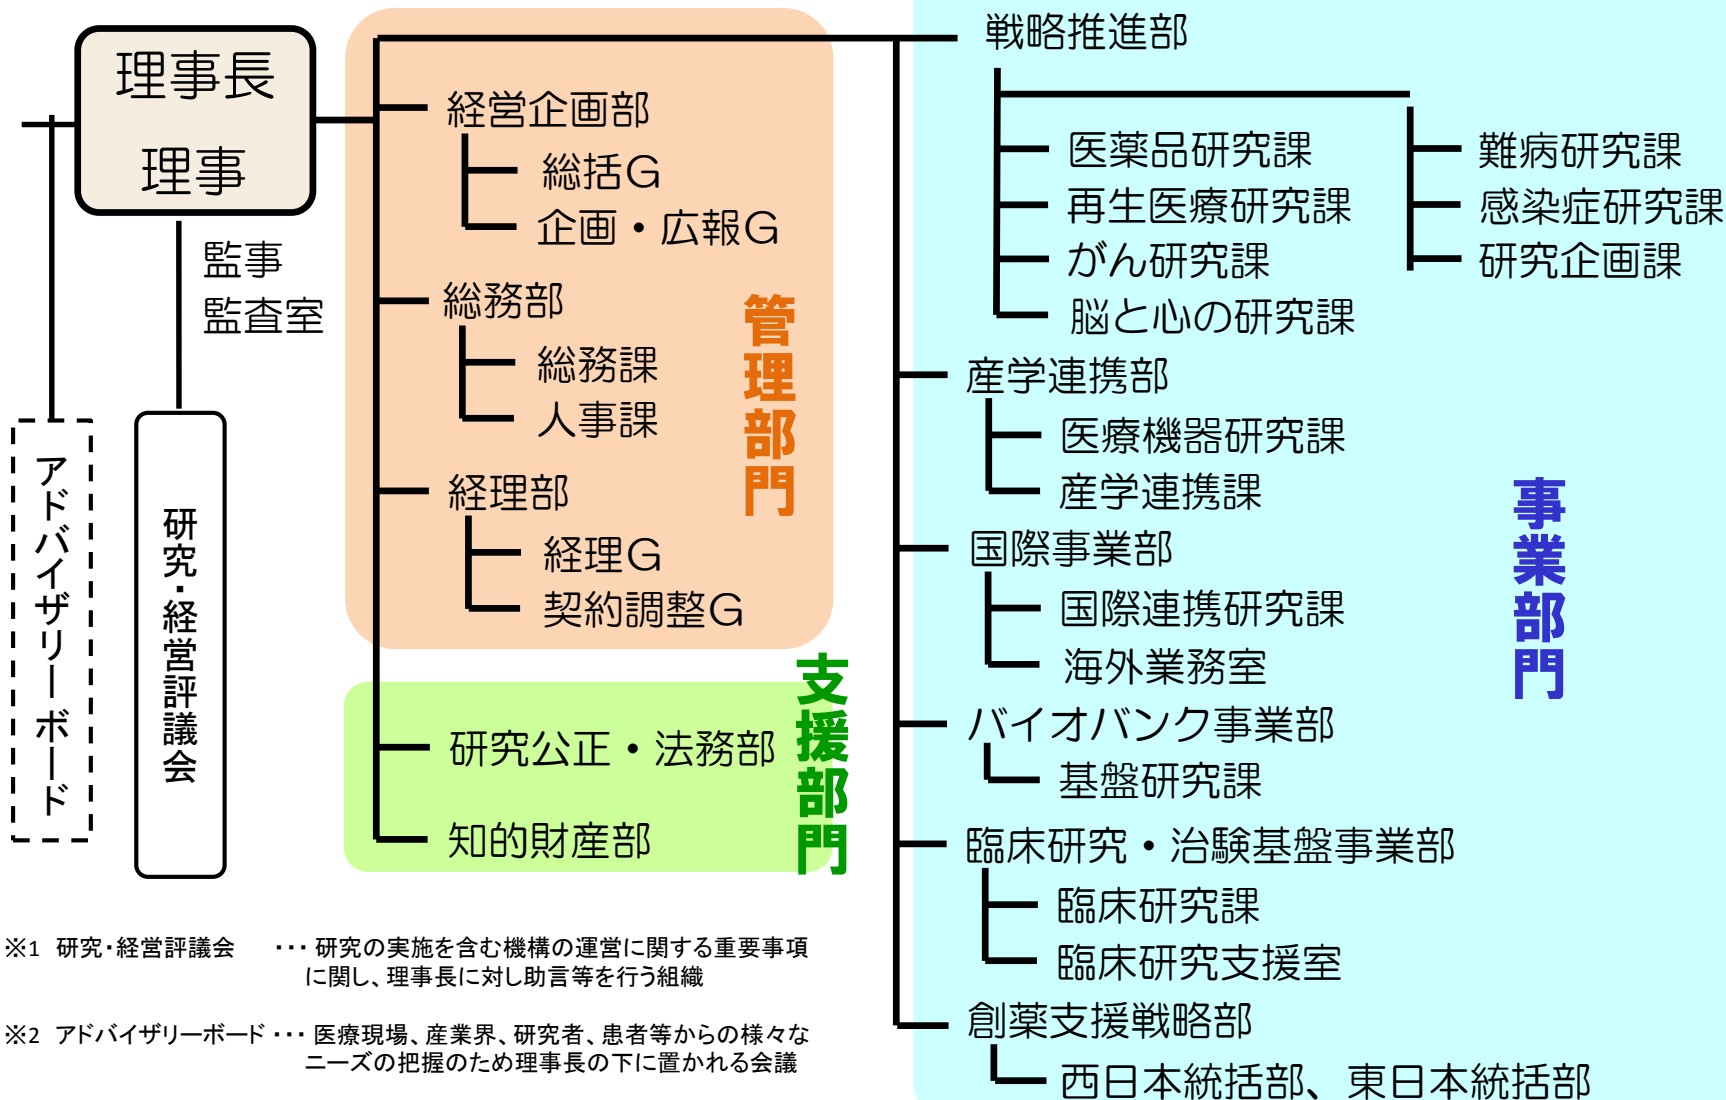 理事長
理事
監事
監査室
アドバイザリーボード
研究・経営評議会
管理部門
経営企画部
総括G
企画・広報G
総務部
総務課
人事課
経理部
経理G
契約調整G
支援部門
研究公正・法務部
知的財産部
事業部門
戦略推進部
医薬品研究課
再生医療研究課
がん研究課
脳と心の研究課
難病研究課
感染症研究課
研究企画課
産学連携部
医療機器研究課
産学連携課
国際事業部
国際連携研究課
海外業務室
バイオバンク事業部
基盤研究課
臨床研究・治験基盤事業部
臨床研究課
臨床研究支援室
創薬支援戦略部
西日本統括部、東日本統括部
※1 研究・経営評議会 ・・・ 研究の実施を含む機構の運営に関する重要事項
に関し、理事長に対し助言等を行う組織
※2 アドバイザリーボード ・・・ 医療現場、産業界、研究者、患者等からの様々な
ニーズの把握のため理事長の下に置かれる会議